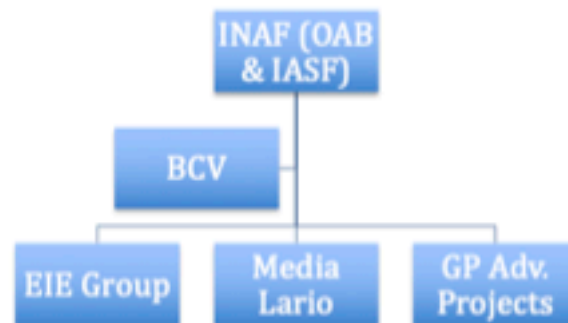 INAF (OAB
& IASF)
BCV
EIE Group
Media
Lario
GP Adv.
Projects